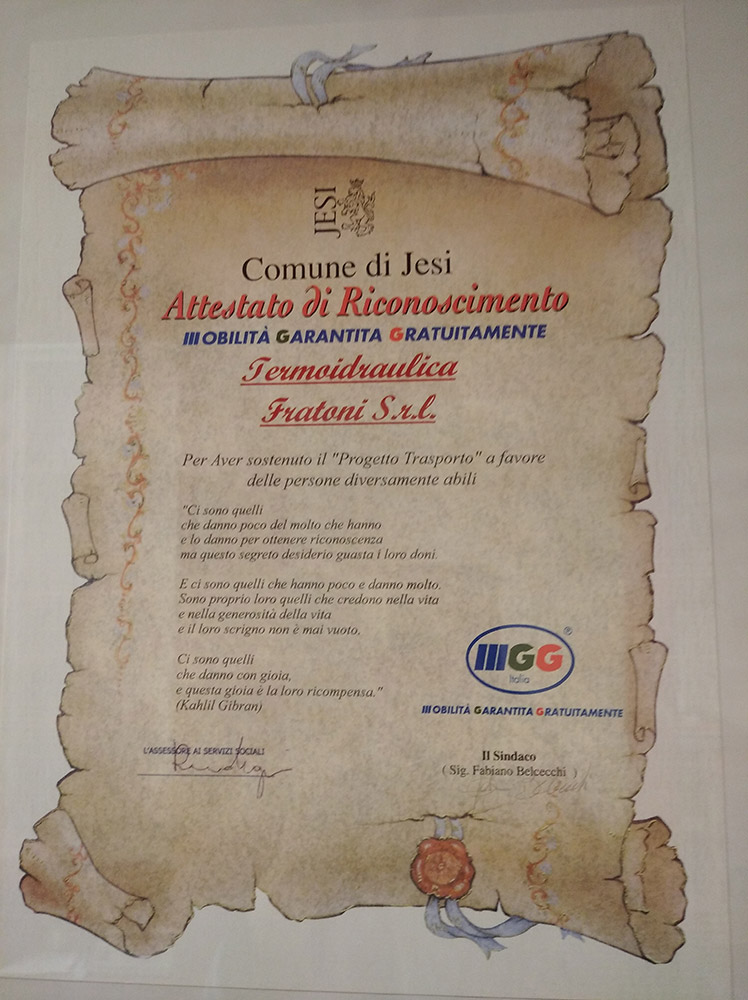 JESI
Comune di Jesi
Attestato di Riconoscimento
MOBILITÀ GARANTITA GRATUITAMENTE
Termoidraulica
Fratoni S.r.l.
Per Aver sostenuto il "Progetto Trasporto" a favore
delle persone diversamente abili
"Ci sono quelli
che danno poco del molto che hanno
e lo danno per ottenere riconoscenza
ma questo segreto desiderio guasta i loro doni.
E ci sono quelli che hanno poco e danno molto.
Sono proprio loro quelli che credono nella vita
e nella generosità della vita
e il loro scrigno non è mai vuoto.
Ci sono quelli
che danno con gioia,
e questa gioia è la loro ricompensa."
(Kahlil Gibran)
MGG®
Italia
MOBILITÀ GARANTITA GRATUITAMENTE
L'ASSESSORE AI SERVIZI SOCIALI
Il Sindaco
( Sig. Fabiano Belcecchi )